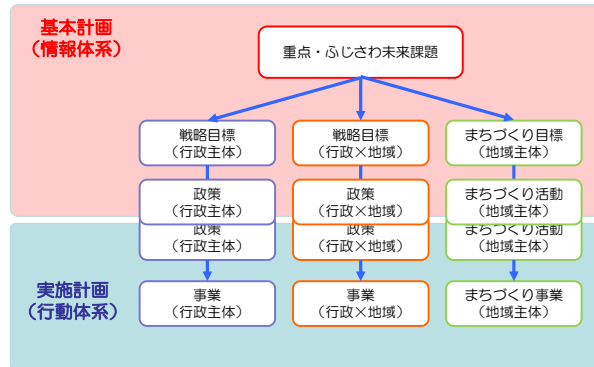 基本計画
(情報体系)
重点・ふじさわ未来課題
戦略目標
(行政主体)
戦略目標
(行政×地域)
まちづくり目標
(地域主体)
政策
(行政主体)
政策
(行政×地域)
まちづくり活動
(地域主体)
政策
(行政主体)
政策
(行政×地域)
まちづくり活動
(地域主体)
実施計画
(行動体系)
事業
(行政主体)
事業
(行政×地域)
まちづくり事業
(地域主体)